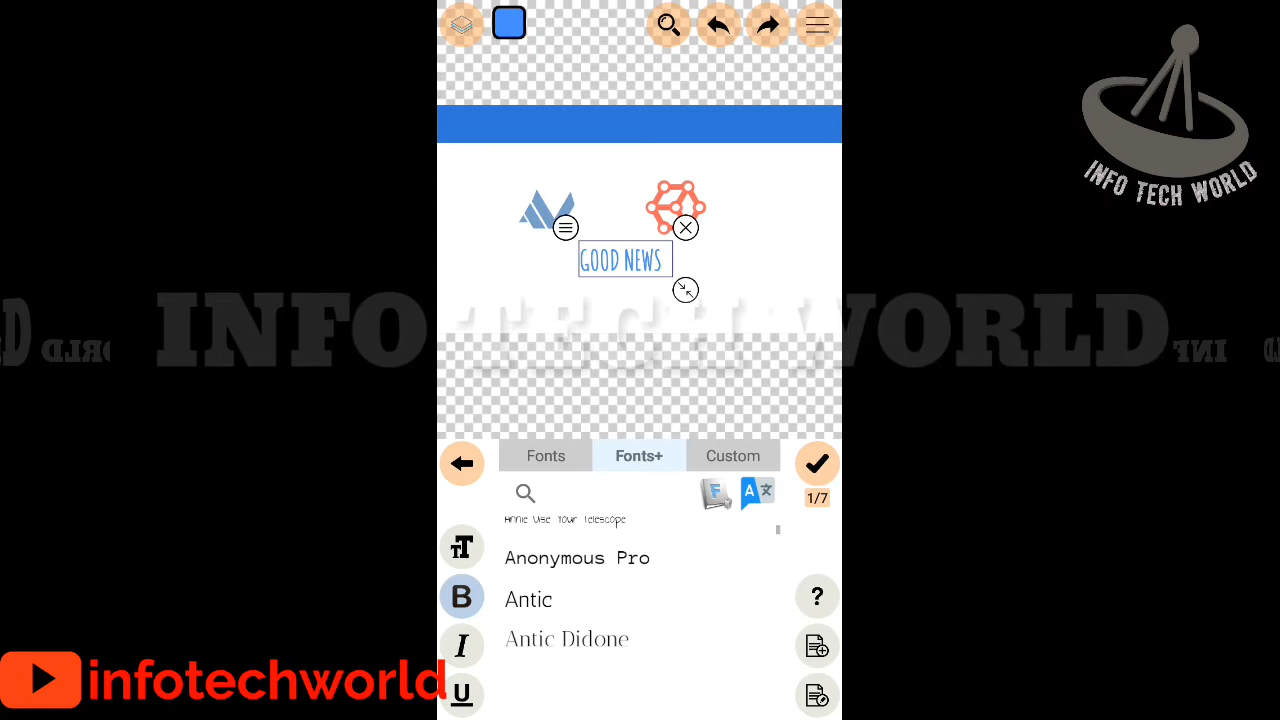 INFO TECH WORLD
GOOD NEWS
INFO TECH WORLD
Fonts
Fonts+
Custom
1/7
Annie Use Your Telescope
Anonymous Pro
Antic
Antic Didone
B
I
U
infotechworld